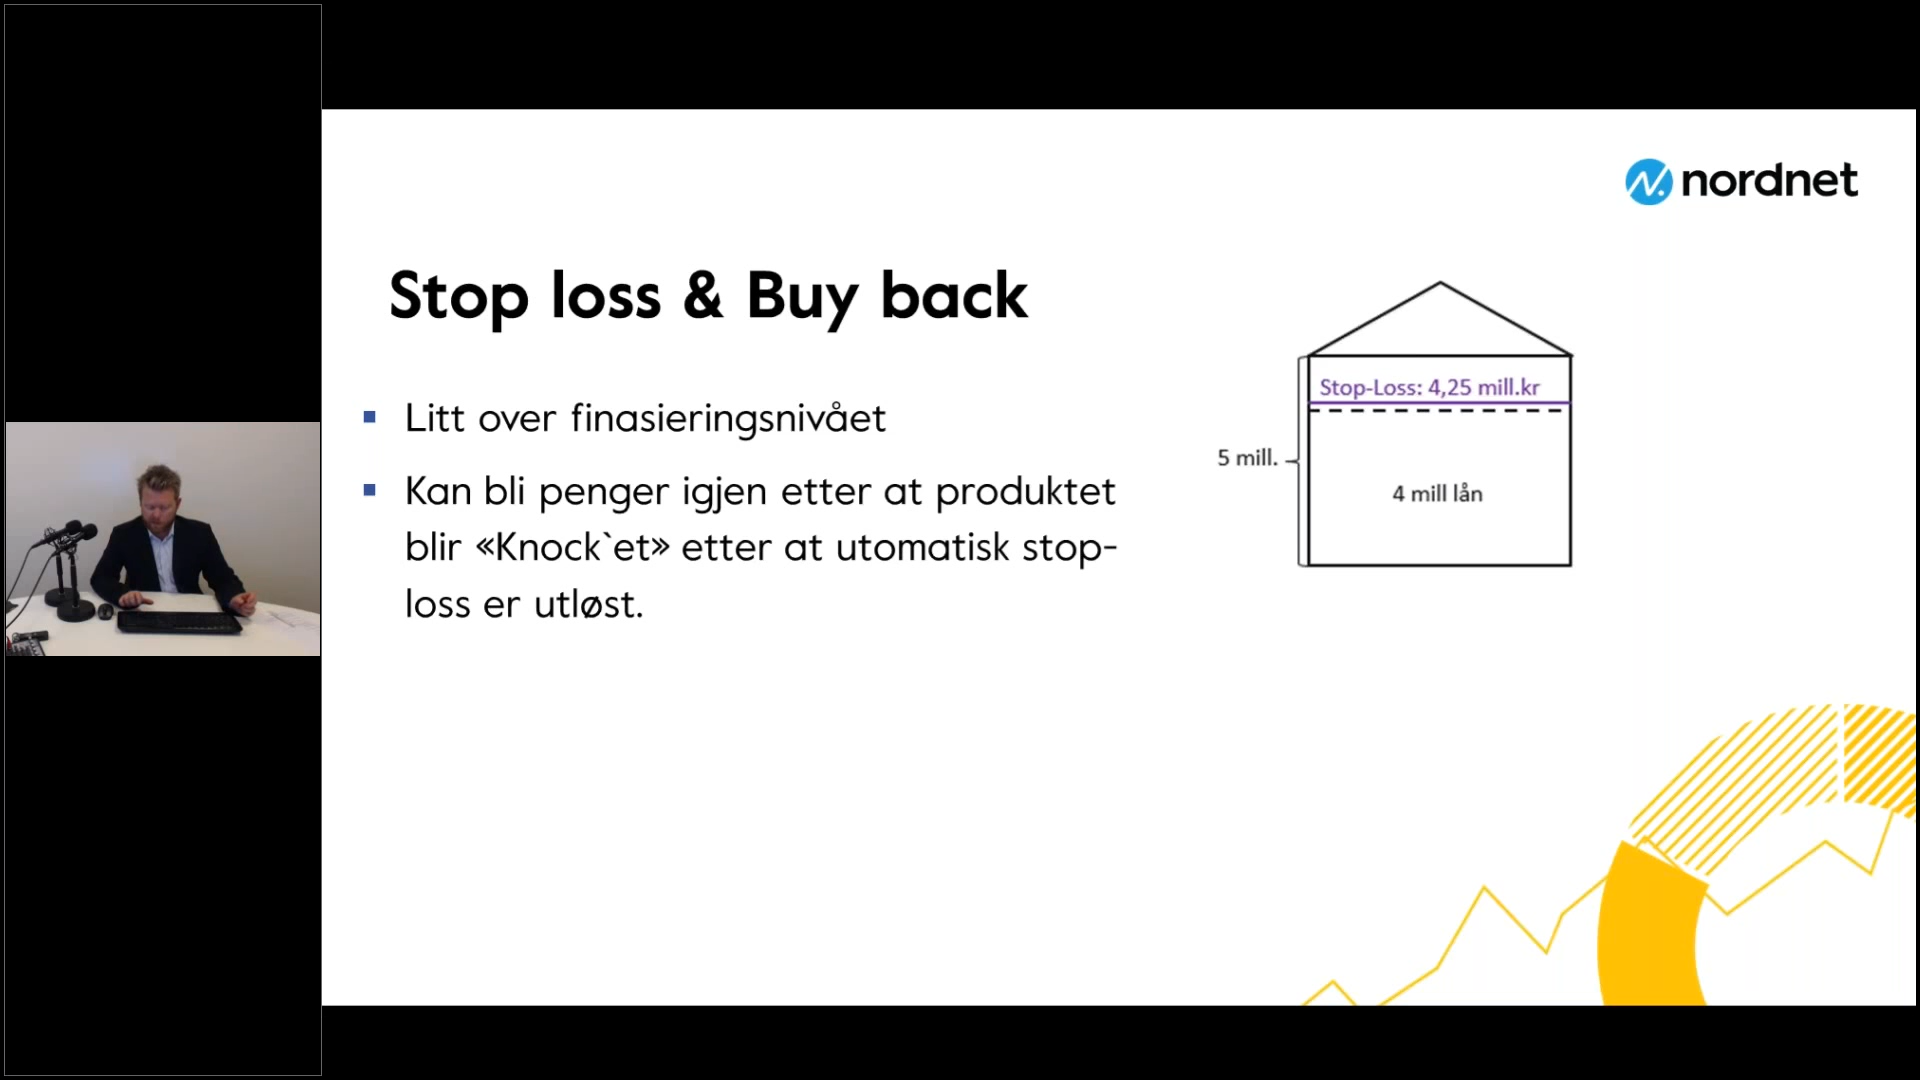 nordnet
Stop loss & Buy back
Litt over finasieringsnivået
Kan bli penger igjen etter at produktet
blir «Knock`et» etter at utomatisk stop-
loss er utløst.
Stop-Loss: 4,25 mill.kr
5 mill.
4 mill lån